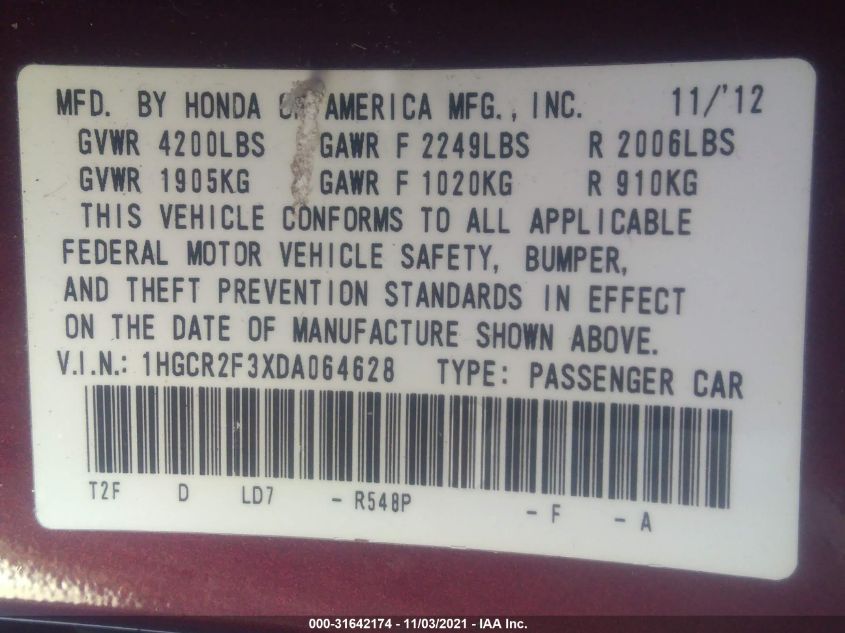 MFD. BY HONDA OF AMERICA MFG., INC. 11/'12
GVWR 4200LBS GAWR F 2249LBS R 2006LBS
GVWR 1905KG GAWR F 1020KG R 910KG
THIS VEHICLE CONFORMS TO ALL APPLICABLE
FEDERAL MOTOR VEHICLE SAFETY, BUMPER,
AND THEFT PREVENTION STANDARDS IN EFFECT
ON THE DATE OF MANUFACTURE SHOWN ABOVE.
V.I.N.: 1HGCR2F3XDA064628 TYPE: PASSENGER CAR
T2F D LD7 - R548P - F - A
000-31642174 - 11/03/2021 - IAA Inc.